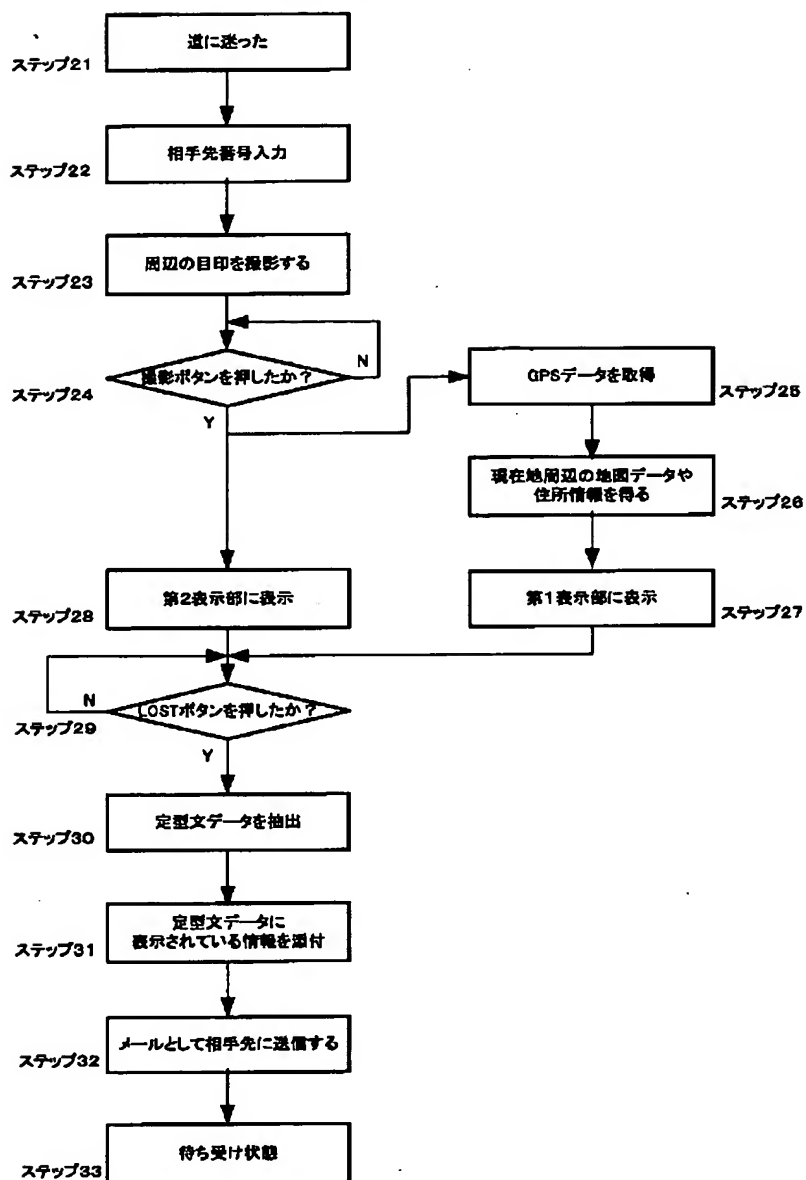 道に迷った
ステップ21
相手先番号入力
ステップ22
周辺の目印を撮影する
ステップ23
撮影ボタンを押したか？
N
ステップ24
Y
GPSデータを取得
ステップ25
現在地周辺の地図データや
住所情報を得る
ステップ26
第2表示部に表示
ステップ28
第1表示部に表示
ステップ27
N
LOSTボタンを押したか？
ステップ29
Y
定型文データを抽出
ステップ30
定型文データに
表示されている情報を添付
ステップ31
メールとして相手先に送信する
ステップ32
待ち受け状態
ステップ33